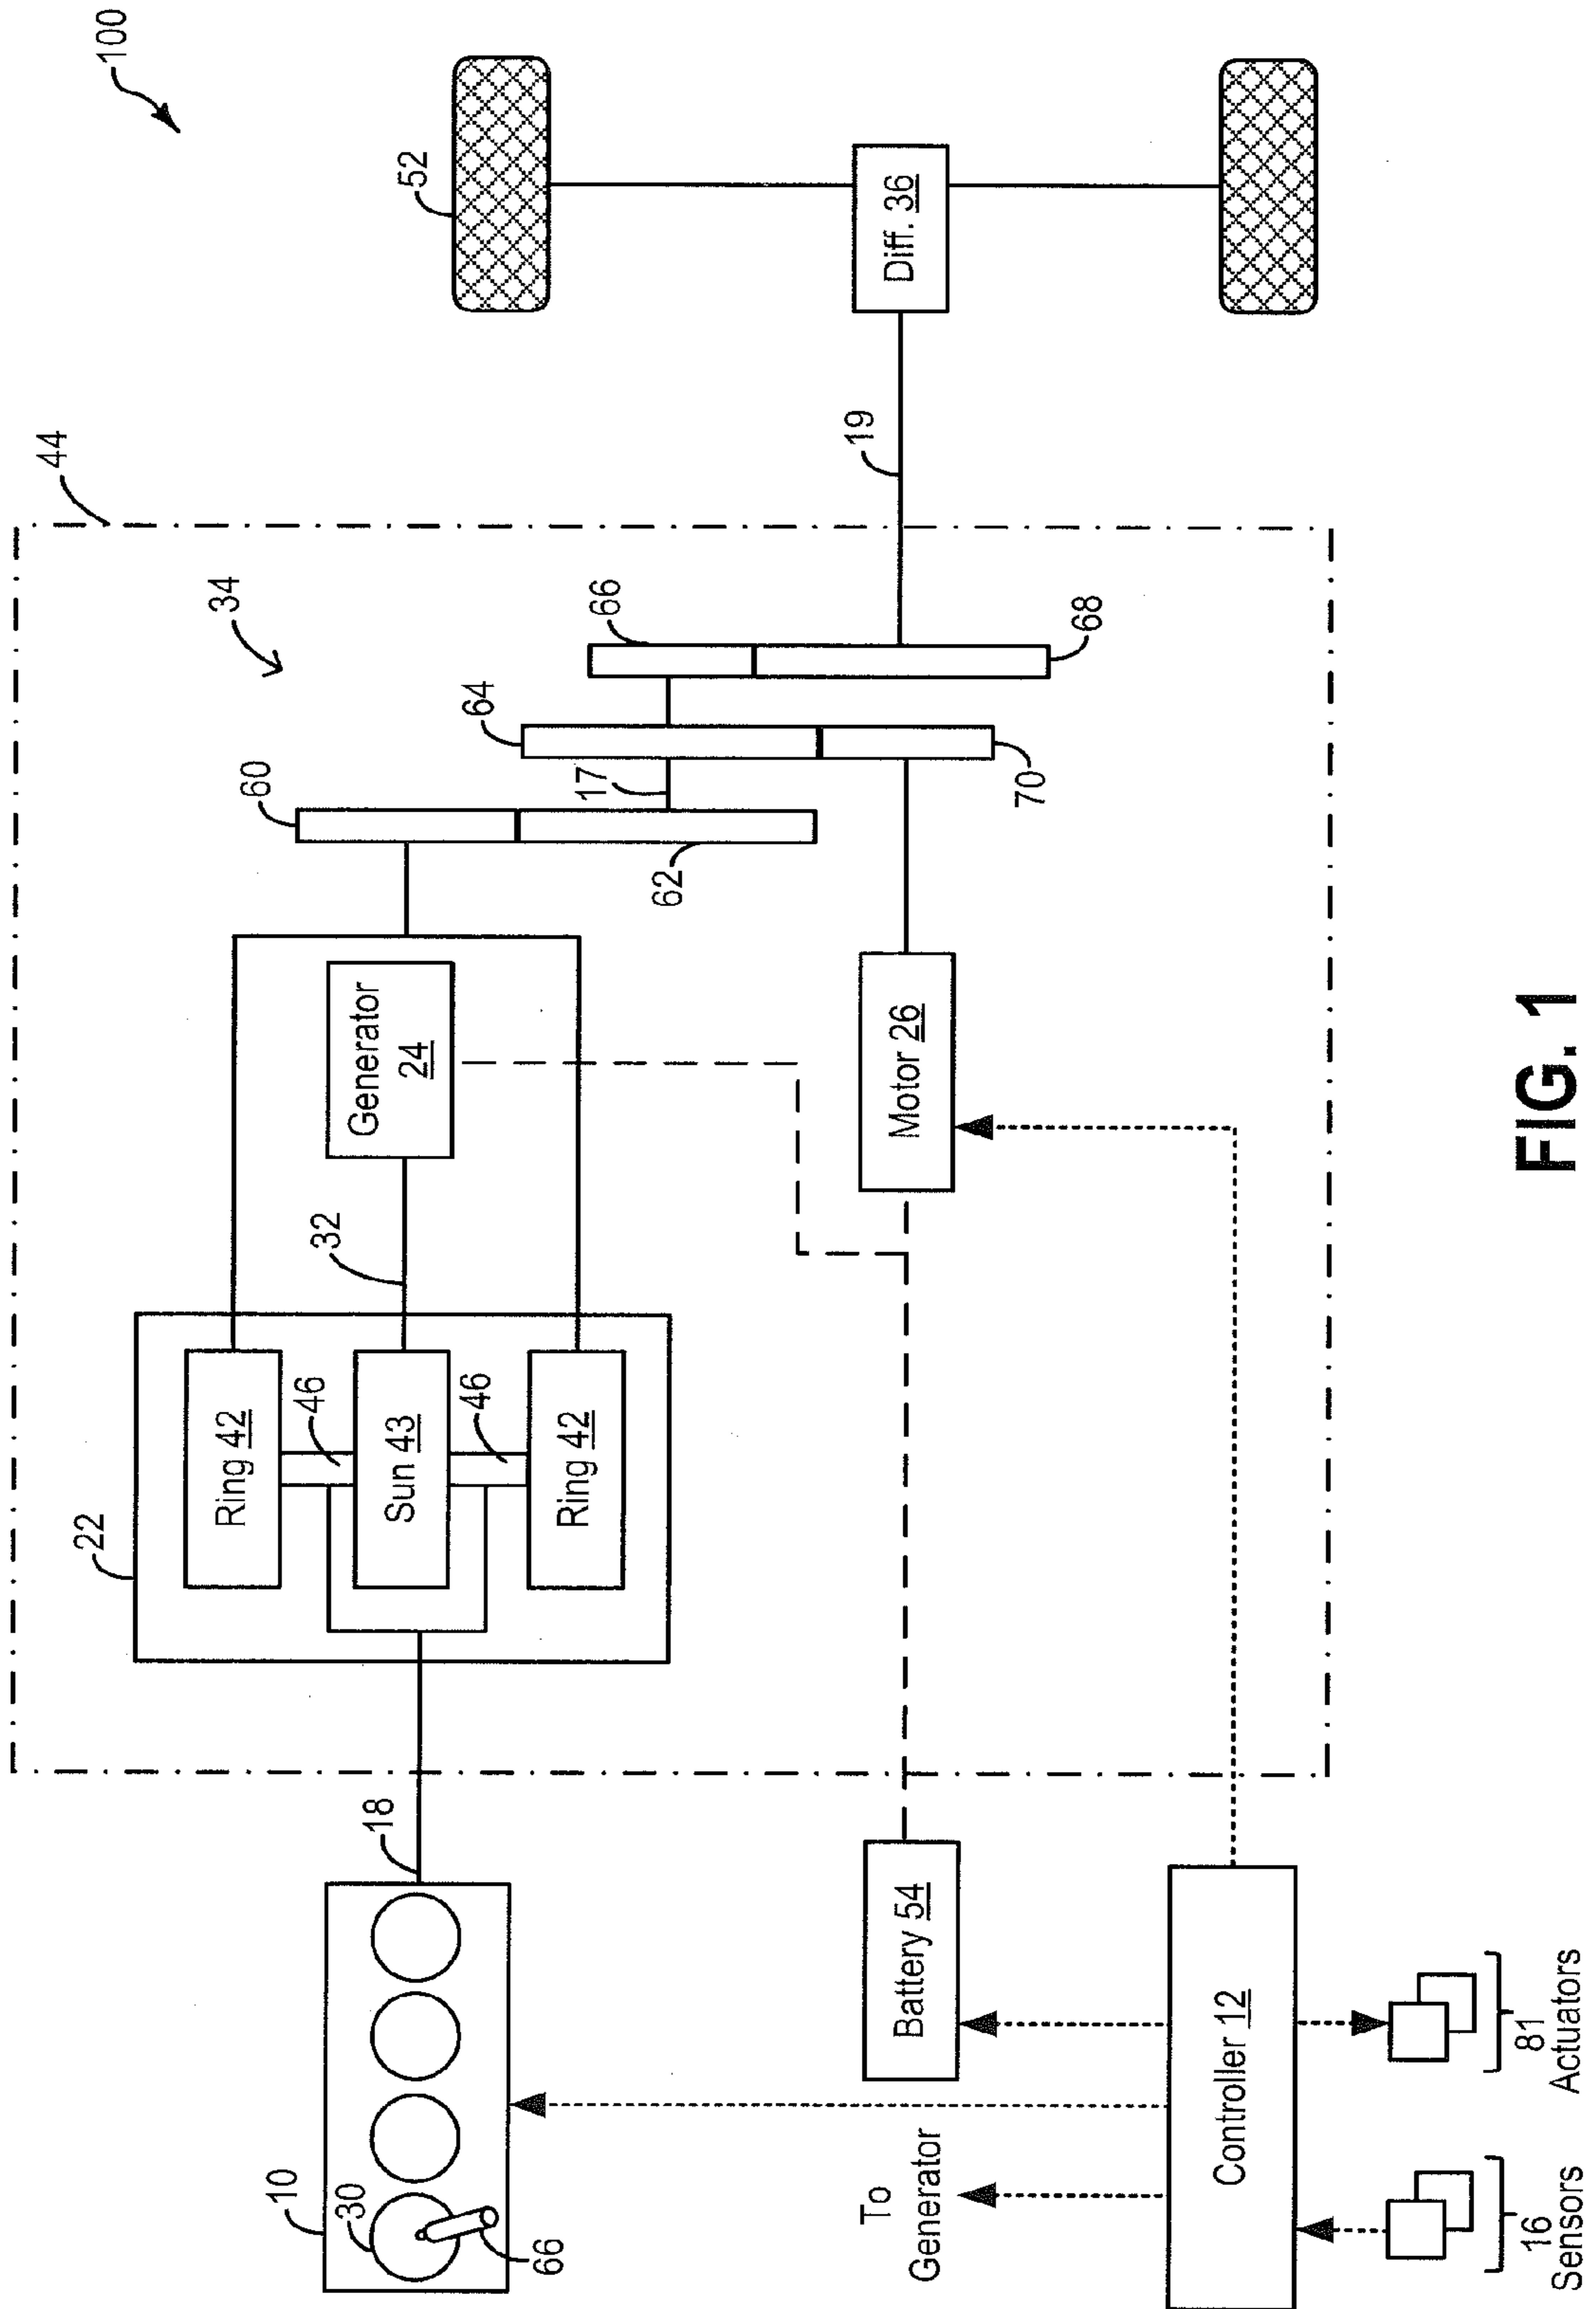 100
52
Diff. 36
19
44
34
66
68
64
70
17
60
62
Generator
24
Motor 26
32
22
Ring 42
46
Sun 43
46
Ring 42
18
10
30
66
Battery 54
To
Generator
Controller 12
81
Actuators
16
Sensors
FIG. 1